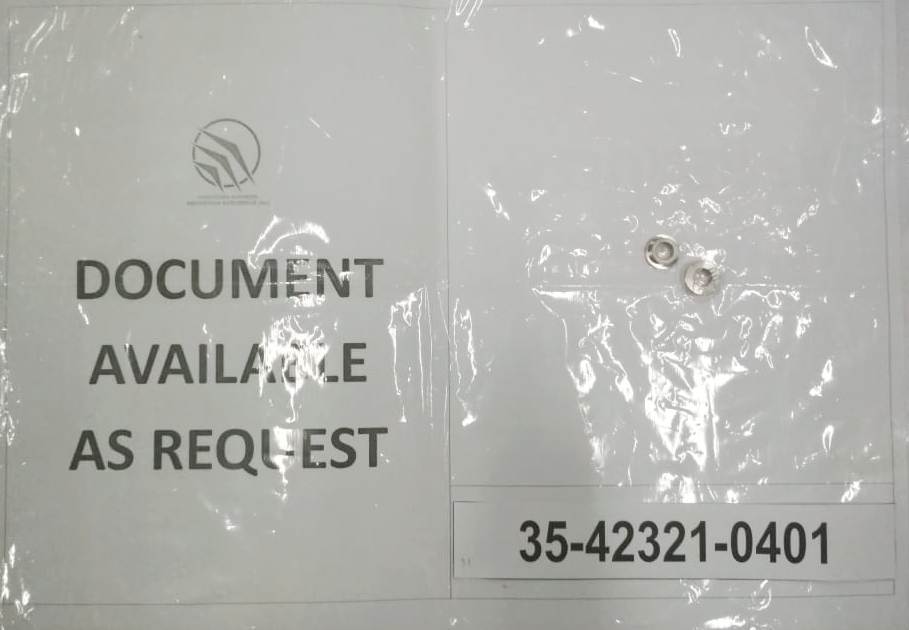 DOCUMENT
AVAILABLE
AS REQUEST
35-42321-0401